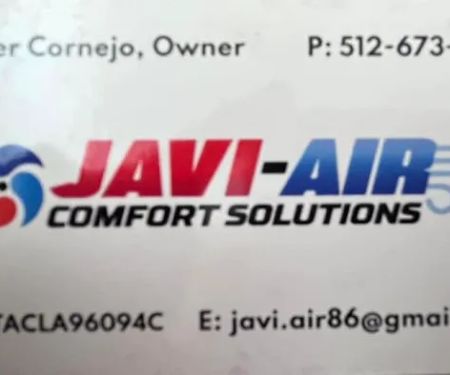 er Cornejo, Owner P: 512-673-
JAVI-AIR
COMFORT SOLUTIONS
TACLA96094C E: javi.air86@gmai